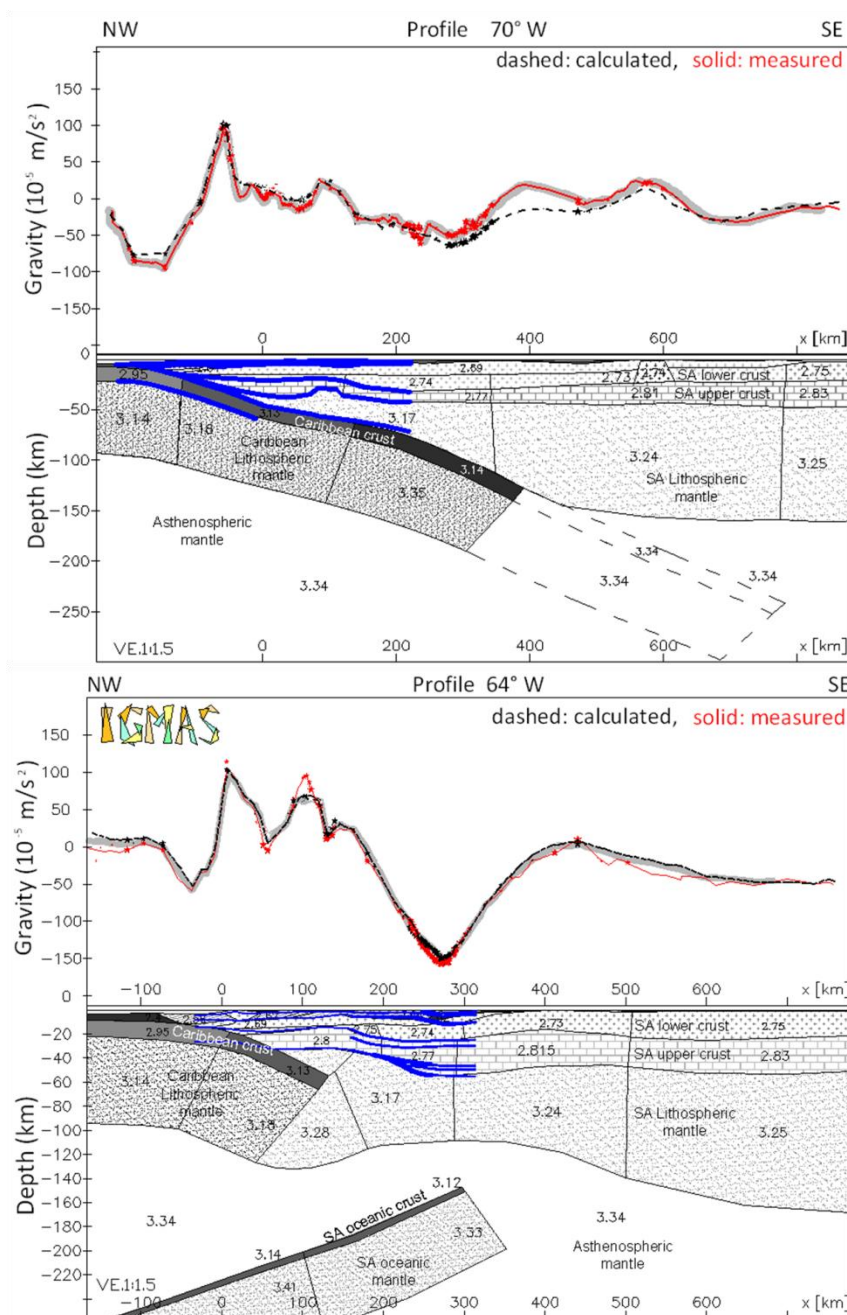 NW Profile 70° W SE
dashed: calculated, solid: measured
Gravity (10⁻⁵ m/s²)
100
50
0
−50
−100
−150
0 200 400 600 x [km]
0
2.95
2.69
2.74
2.73
2.75
SA lower crust
2.77
2.91
SA upper crust
2.83
−50
3.14
3.18
3.13
3.17
Caribbean crust
Caribbean
Lithospheric
mantle
3.24
3.25
−100
3.14
SA Lithospheric
mantle
3.35
−150
Asthenospheric
mantle
3.34
−200
3.34
3.34
3.34
−250
Depth (km)
VE.1:1.5
0 200 400 600 x [km]
NW Profile 64° W SE
IGMAS
dashed: calculated, solid: measured
Gravity (10⁻⁵ m/s²)
150
100
50
0
−50
−100
−150
0
−100 0 100 200 300 400 500 600 x [km]
2.69
2.75
2.74
2.73
SA lower crust
2.75
−20
2.95
Caribbean crust
2.8
2.77
2.815
SA upper crust
2.83
−40
−60
3.13
3.14
Caribbean
Lithospheric
mantle
3.17
−80
3.18
3.28
3.24
SA Lithospheric
mantle
3.25
−100
−120
−140
−160
3.12
3.34
SA oceanic crust
3.34
−180
3.14
3.33
−200
SA oceanic
mantle
Asthenospheric
mantle
−220
3.41
Depth (km)
VE.1:1.5
−100 0 100 200 300 400 500 600 x [km]